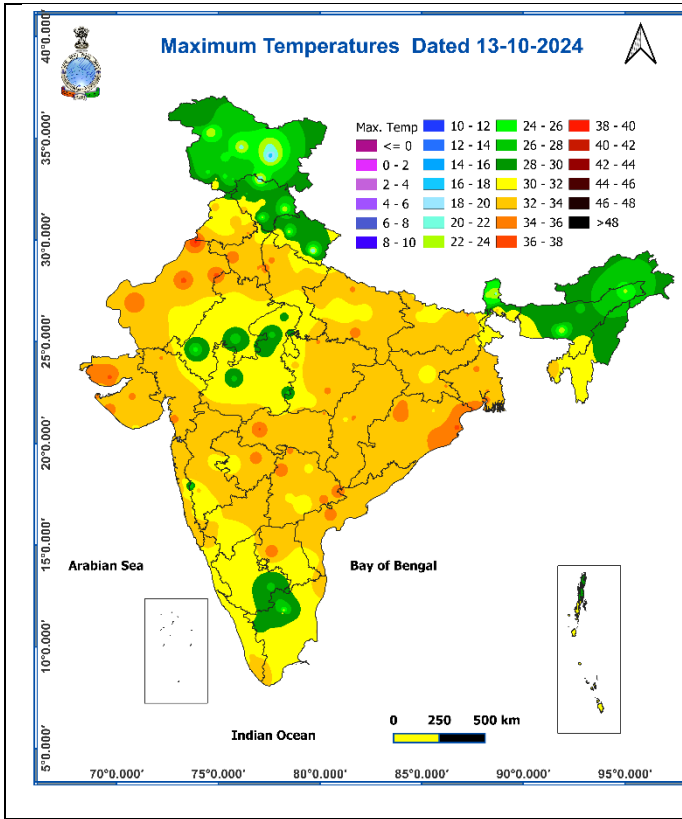 Maximum Temperatures Dated 13-10-2024
Max. Temp
<= 0
0 - 2
2 - 4
4 - 6
6 - 8
8 - 10
10 - 12
12 - 14
14 - 16
16 - 18
18 - 20
20 - 22
22 - 24
24 - 26
26 - 28
28 - 30
30 - 32
32 - 34
34 - 36
36 - 38
38 - 40
40 - 42
42 - 44
44 - 46
46 - 48
>48
40°0.000'
35°0.000'
30°0.000'
25°0.000'
20°0.000'
15°0.000'
10°0.000'
5°0.000'
Arabian Sea
Bay of Bengal
Indian Ocean
0 250 500 km
70°0.000' 75°0.000' 80°0.000' 85°0.000' 90°0.000' 95°0.000'